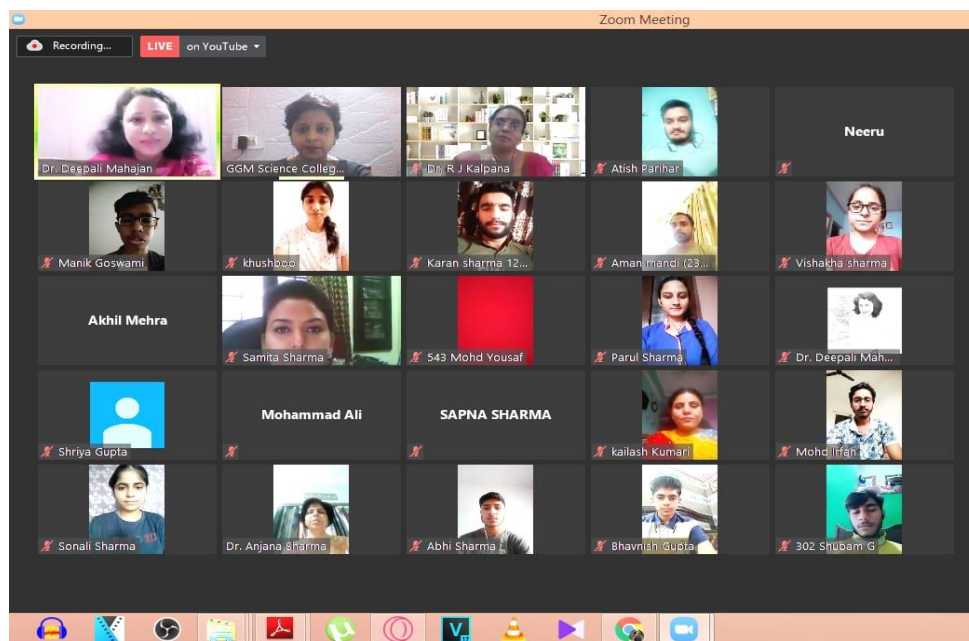 Zoom Meeting
Recording...
LIVE on YouTube
Dr. Deepali Mahajan
GGM Science Colleg...
Dr. R J Kalpana
Atish Parihar
Neeru
Manik Goswami
khushboo
Karan sharma 12...
Aman mandi (23...
Vishakha sharma
Akhil Mehra
Samita Sharma
543 Mohd Yousaf
Parul Sharma
Dr. Deepali Mah...
Shriya Gupta
Mohammad Ali
SAPNA SHARMA
kailash Kumari
Mohd Irfan
Sonali Sharma
Dr. Anjana Sharma
Abhi Sharma
Bhavnish Gupta
302 Shubam G